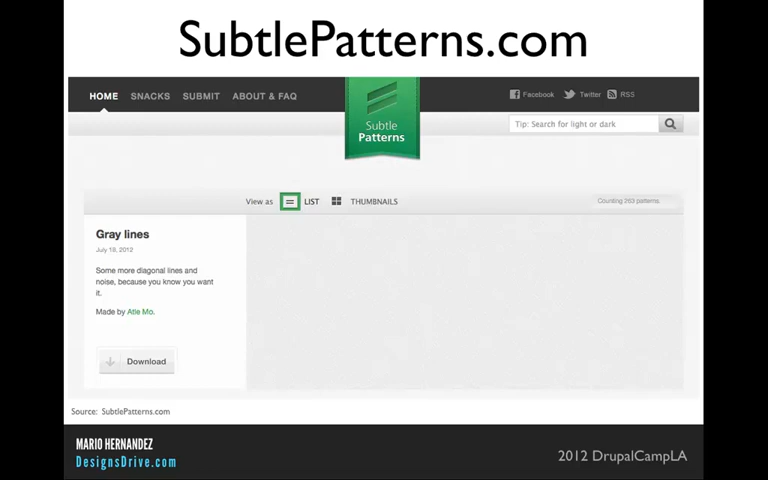 SubtlePatterns.com
HOME SNACKS SUBMIT ABOUT & FAQ
Facebook Twitter RSS
Subtle
Patterns
Tip: Search for light or dark
View as LIST THUMBNAILS
Counting 253 patterns.
Gray lines
July 19, 2012
Some more diagonal lines and
noise, because you know you want
it.
Made by Atle Mo.
Download
Source: SubtlePatterns.com
MARIO HERNANDEZ
DesignsDrive.com
2012 DrupalCampLA